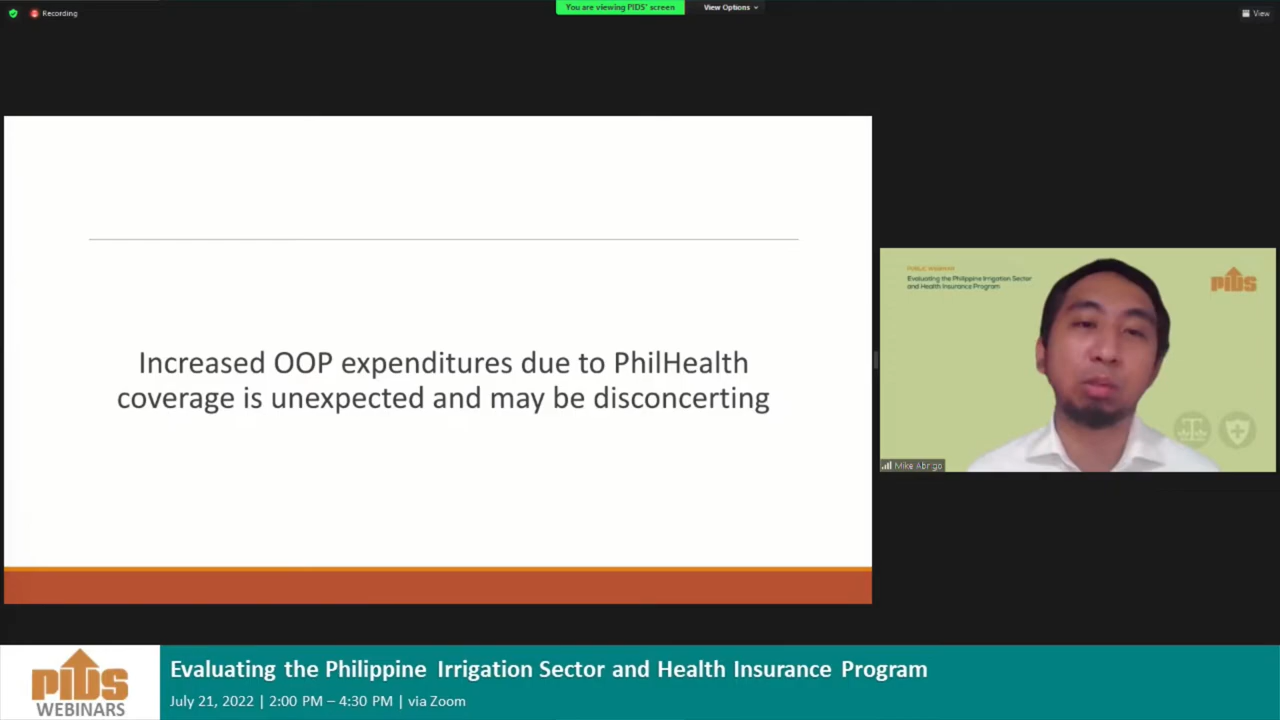 Recording
You are viewing PIDS' screen
View Options
View
Increased OOP expenditures due to PhilHealth
coverage is unexpected and may be disconcerting
PUBLIC WEBINAR
Evaluating the Philippine Irrigation Sector
and Health Insurance Program
PIDS
Mike Abrigo
PIDS
WEBINARS
Evaluating the Philippine Irrigation Sector and Health Insurance Program
July 21, 2022 | 2:00 PM – 4:30 PM | via Zoom